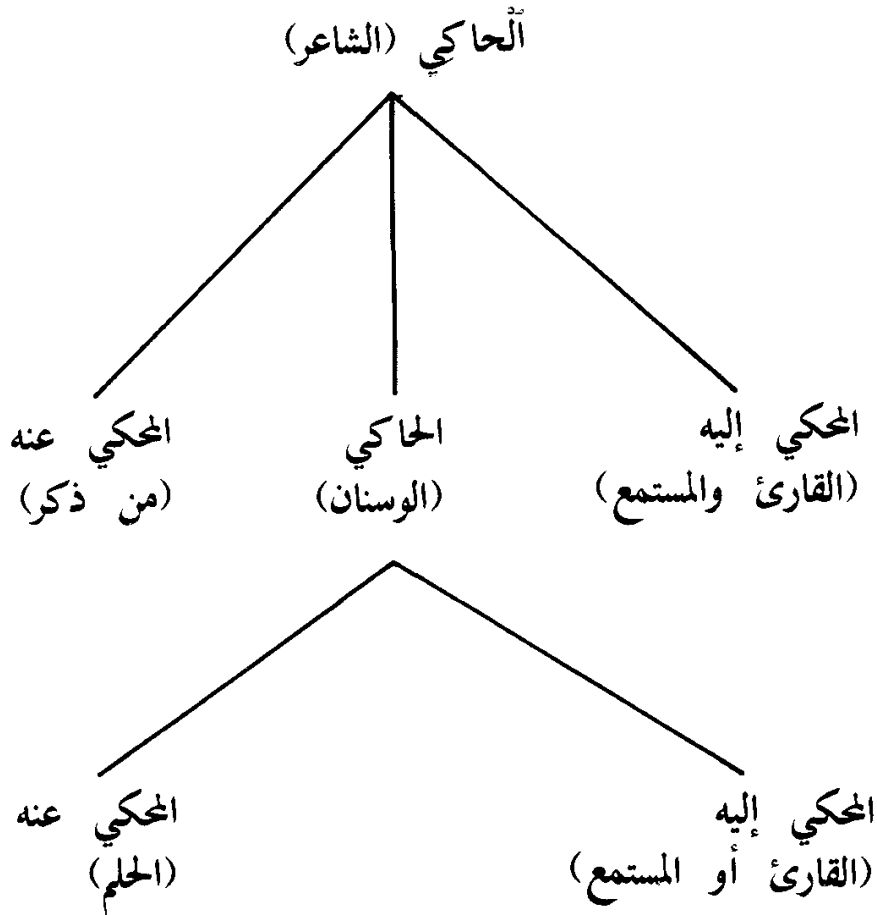 الحاكي (الشاعر)
المحكي إليه
(القارئ والمستمع)
الحاكي
(الوسنان)
المحكي عنه
(من ذكر)
المحكي إليه
(القارئ أو المستمع)
المحكي عنه
(الحلم)